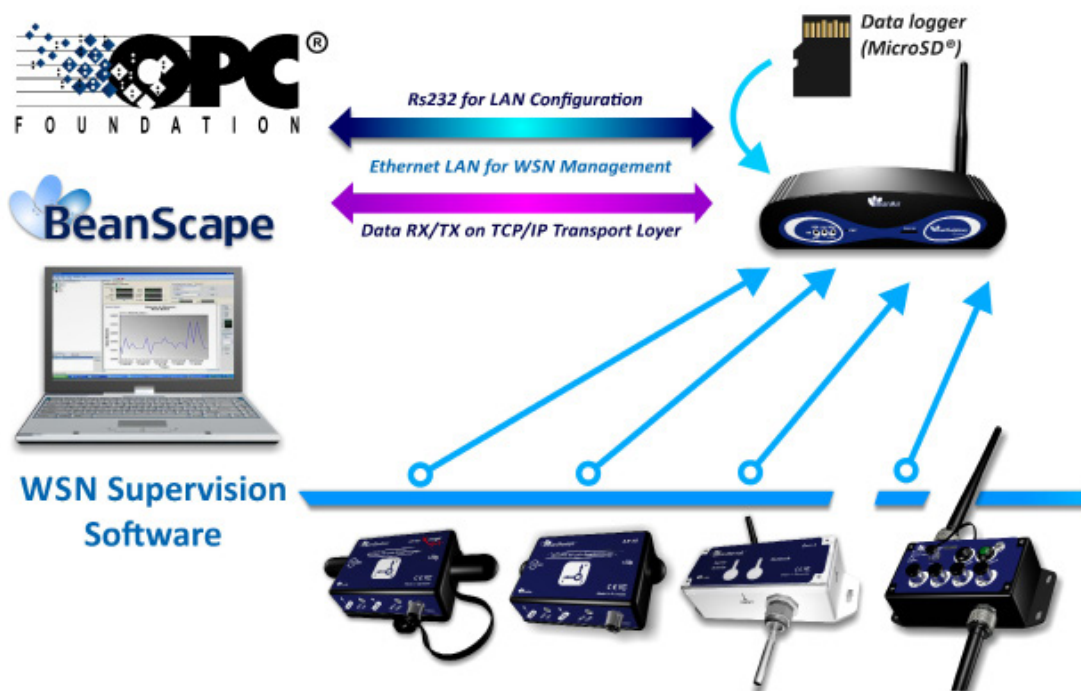 OPC®
FOUNDATION
Data logger
(MicroSD®)
Rs232 for LAN Configuration
Ethernet LAN for WSN Management
Data RX/TX on TCP/IP Transport Loyer
BeanScape
WSN Supervision
Software